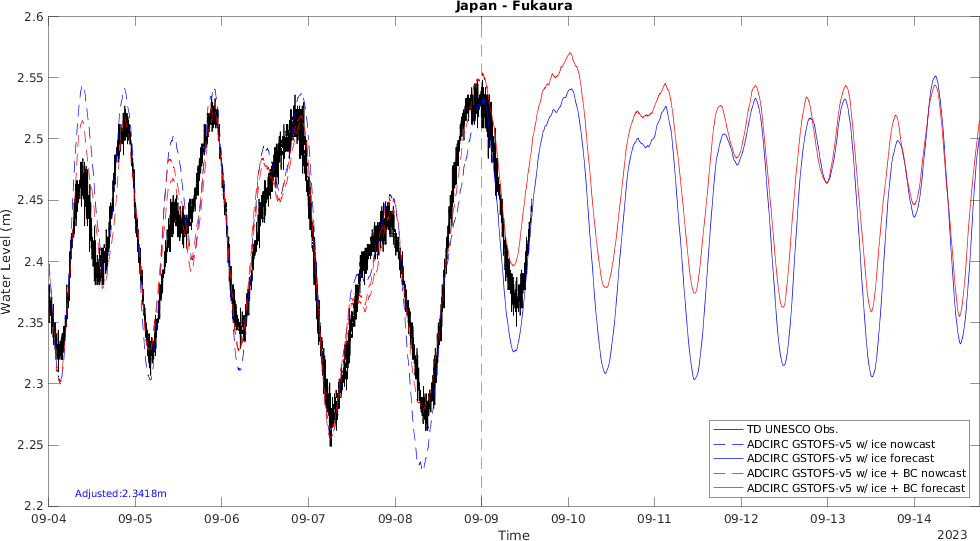 Japan - Fukaura
2.6
2.55
2.5
2.45
2.4
2.35
2.3
2.25
2.2
Water Level (m)
Adjusted:2.3418m
TD UNESCO Obs.
ADCIRC GSTOFS-v5 w/ ice nowcast
ADCIRC GSTOFS-v5 w/ ice forecast
ADCIRC GSTOFS-v5 w/ ice + BC nowcast
ADCIRC GSTOFS-v5 w/ ice + BC forecast
09-04 09-05 09-06 09-07 09-08 09-09 09-10 09-11 09-12 09-13 09-14
Time
2023